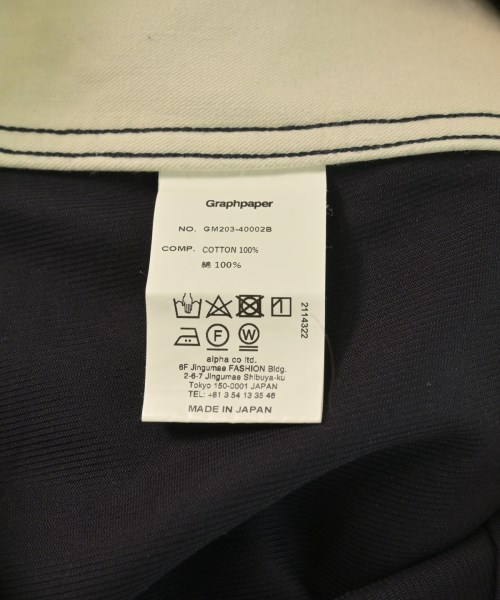 Graphpaper
NO. GM203-40002B
COMP. COTTON 100%
綿 100%
2114322
F W
alpha co ltd.
6F Jingumae FASHION Bldg.
2-6-7 Jingumae Shibuya-ku
Tokyo 150-0001 JAPAN
TEL: +81 3 54 13 35 46
MADE IN JAPAN